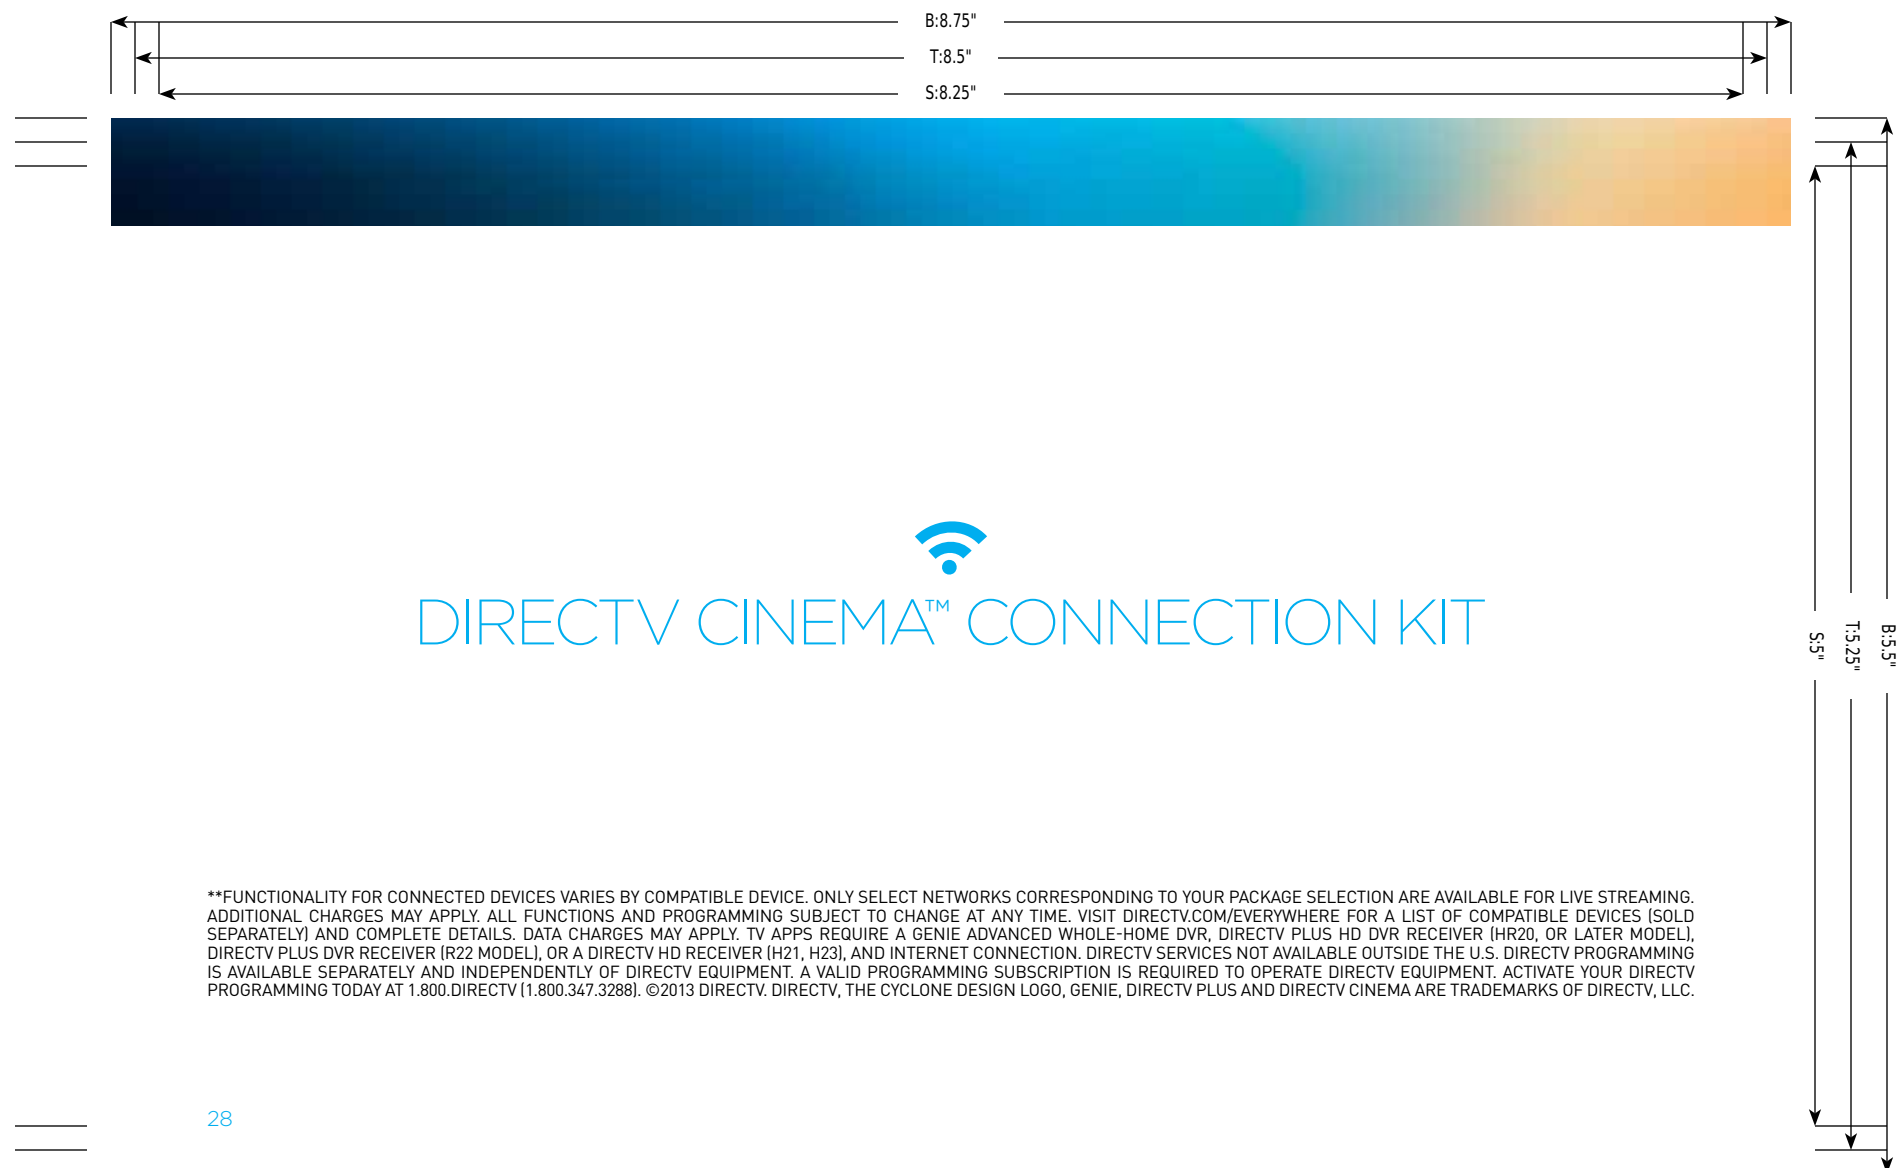 B:8.75"
T:8.5"
S:8.25"
DIRECTV CINEMA™ CONNECTION KIT
S:5"
T:5.25"
B:5.5"
**FUNCTIONALITY FOR CONNECTED DEVICES VARIES BY COMPATIBLE DEVICE. ONLY SELECT NETWORKS CORRESPONDING TO YOUR PACKAGE SELECTION ARE AVAILABLE FOR LIVE STREAMING.
ADDITIONAL CHARGES MAY APPLY. ALL FUNCTIONS AND PROGRAMMING SUBJECT TO CHANGE AT ANY TIME. VISIT DIRECTV.COM/EVERYWHERE FOR A LIST OF COMPATIBLE DEVICES (SOLD
SEPARATELY) AND COMPLETE DETAILS. DATA CHARGES MAY APPLY. TV APPS REQUIRE A GENIE ADVANCED WHOLE-HOME DVR, DIRECTV PLUS HD DVR RECEIVER (HR20, OR LATER MODEL),
DIRECTV PLUS DVR RECEIVER (R22 MODEL), OR A DIRECTV HD RECEIVER (H21, H23), AND INTERNET CONNECTION. DIRECTV SERVICES NOT AVAILABLE OUTSIDE THE U.S. DIRECTV PROGRAMMING
IS AVAILABLE SEPARATELY AND INDEPENDENTLY OF DIRECTV EQUIPMENT. A VALID PROGRAMMING SUBSCRIPTION IS REQUIRED TO OPERATE DIRECTV EQUIPMENT. ACTIVATE YOUR DIRECTV
PROGRAMMING TODAY AT 1.800.DIRECTV (1.800.347.3288). ©2013 DIRECTV. DIRECTV, THE CYCLONE DESIGN LOGO, GENIE, DIRECTV PLUS AND DIRECTV CINEMA ARE TRADEMARKS OF DIRECTV, LLC.
28